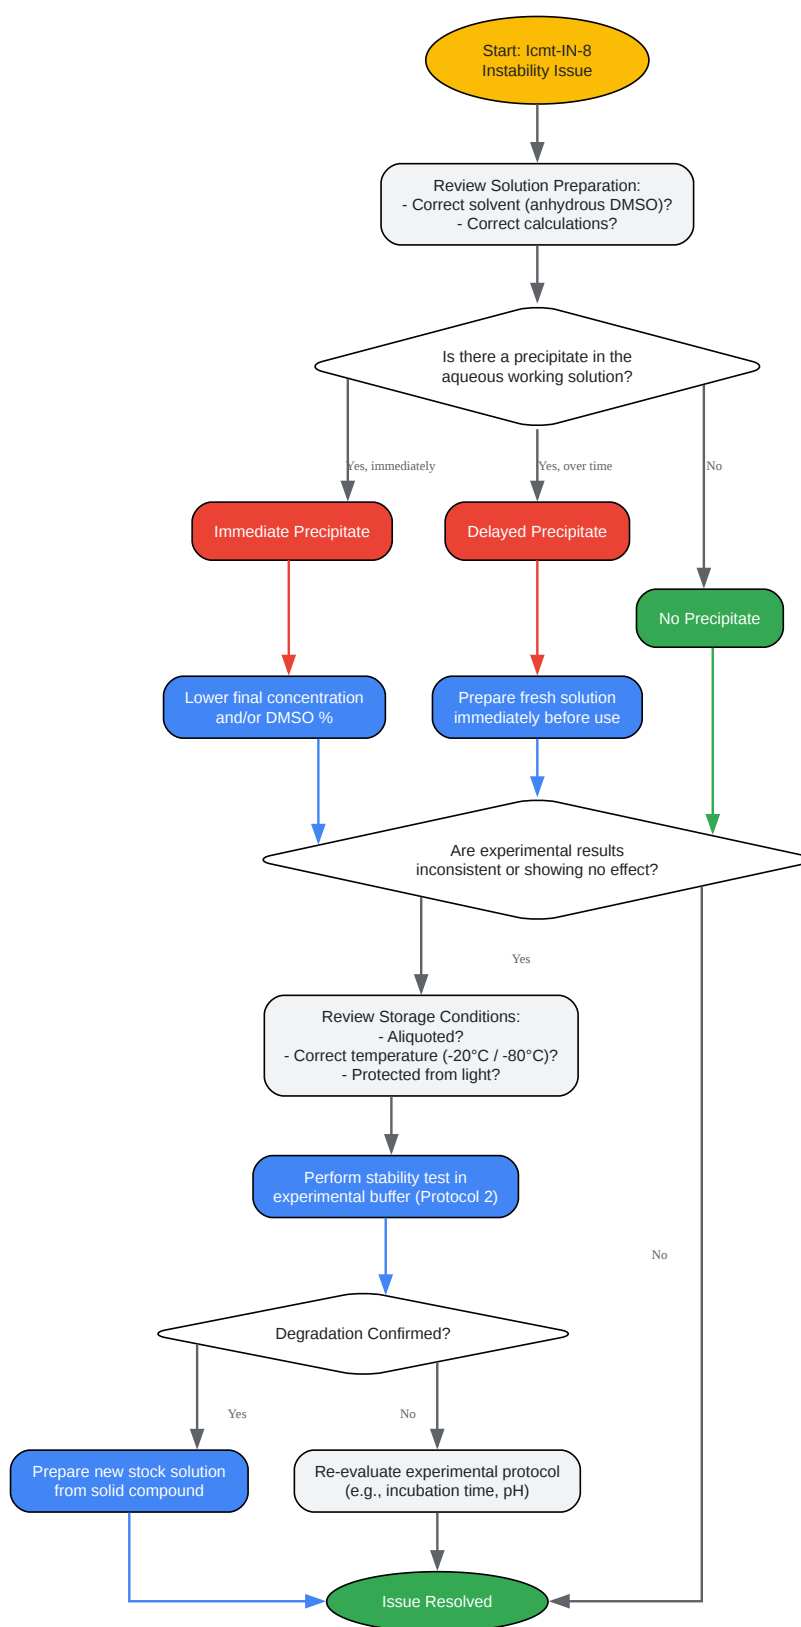 Start: Icmt-IN-8
Instability Issue
Review Solution Preparation:
- Correct solvent (anhydrous DMSO)?
- Correct calculations?
Is there a precipitate in the
aqueous working solution?
Yes, immediately
Yes, over time
No
Immediate Precipitate
Delayed Precipitate
No Precipitate
Lower final concentration
and/or DMSO %
Prepare fresh solution
immediately before use
Are experimental results
inconsistent or showing no effect?
Yes
Review Storage Conditions:
- Aliquoted?
- Correct temperature (-20°C / -80°C)?
- Protected from light?
Perform stability test in
experimental buffer (Protocol 2)
No
Degradation Confirmed?
Yes
No
Prepare new stock solution
from solid compound
Re-evaluate experimental protocol
(e.g., incubation time, pH)
Issue Resolved